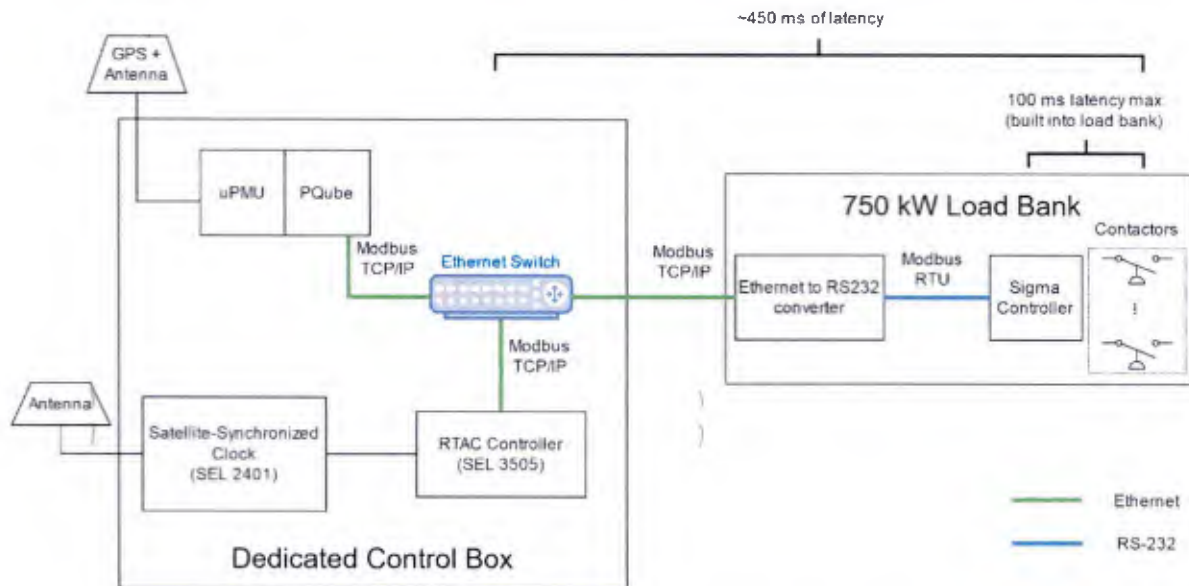 ~450 ms of latency
GPS +
Antenna
100 ms latency max
(built into load bank)
uPMU
PQube
750 kW Load Bank
Contactors
Modbus
TCP/IP
Ethernet Switch
Modbus
TCP/IP
Ethernet to RS232
converter
Modbus
RTU
Sigma
Controller
Modbus
TCP/IP
Antenna
Satellite-Synchronized
Clock
(SEL 2401)
RTAC Controller
(SEL 3505)
Ethernet
RS-232
Dedicated Control Box